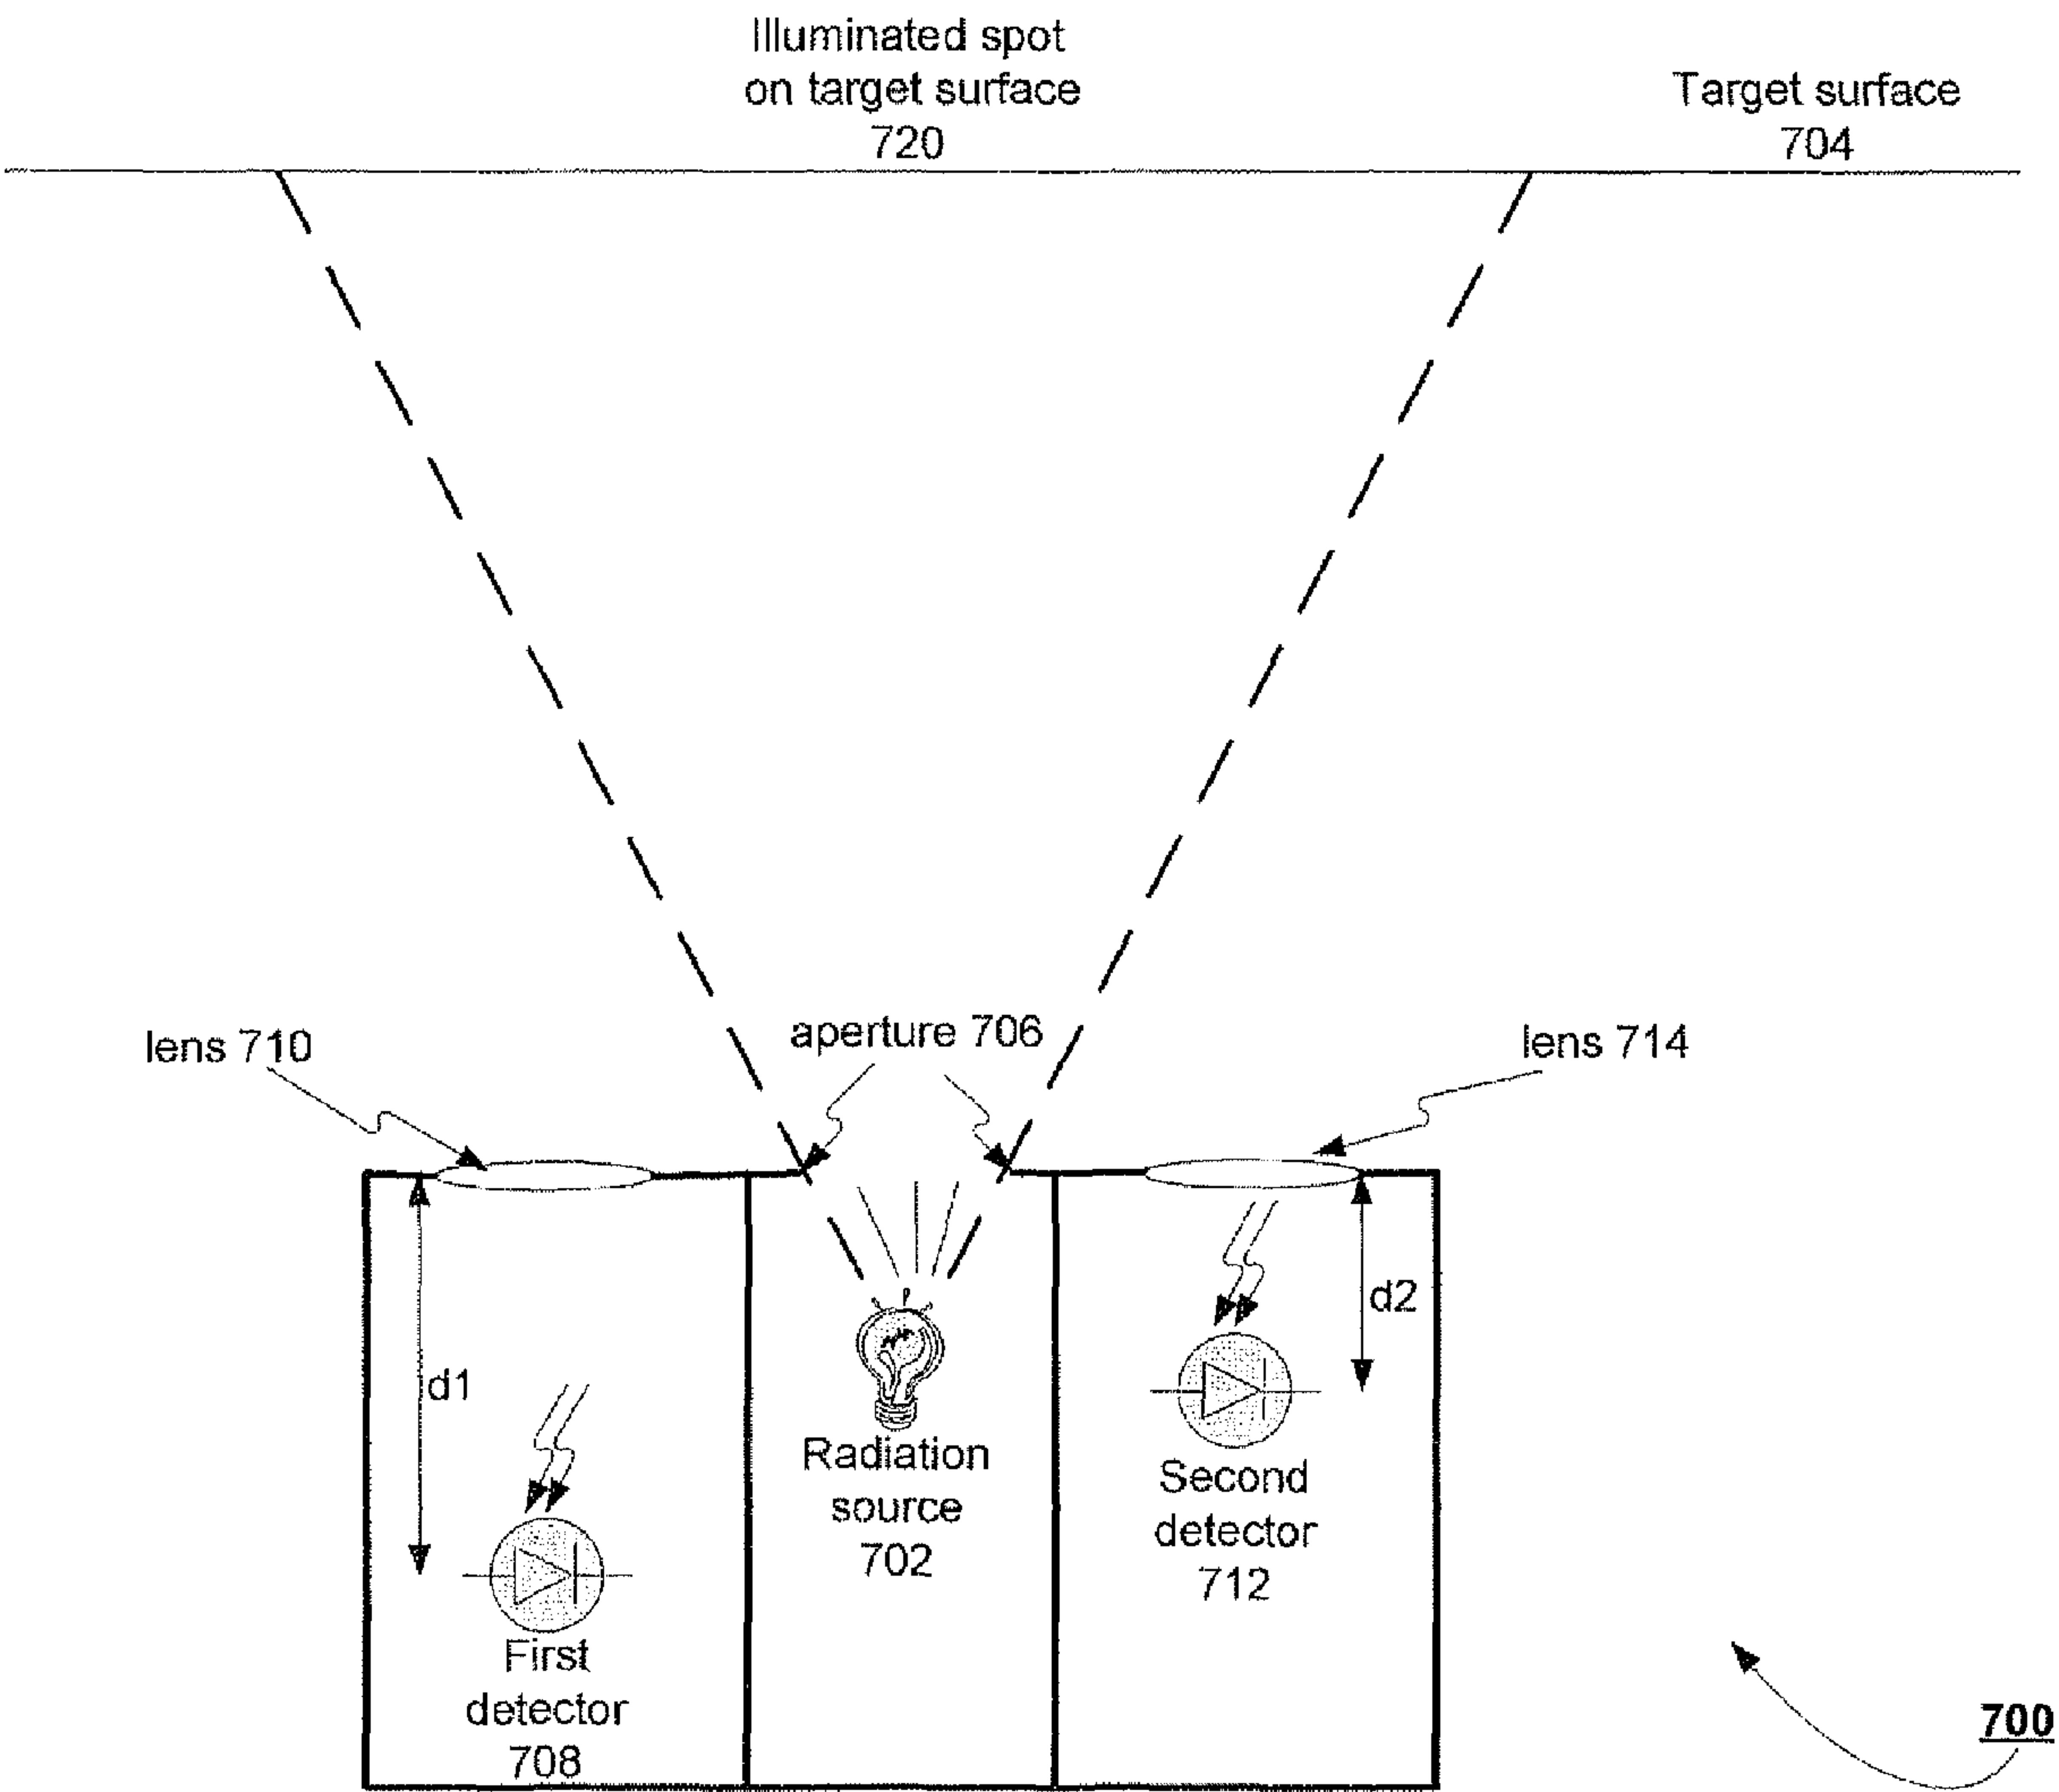 Illuminated spot
on target surface
720
Target surface
704
lens 710
aperture 706
lens 714
d1
d2
Radiation
source
702
Second
detector
712
First
detector
708
700